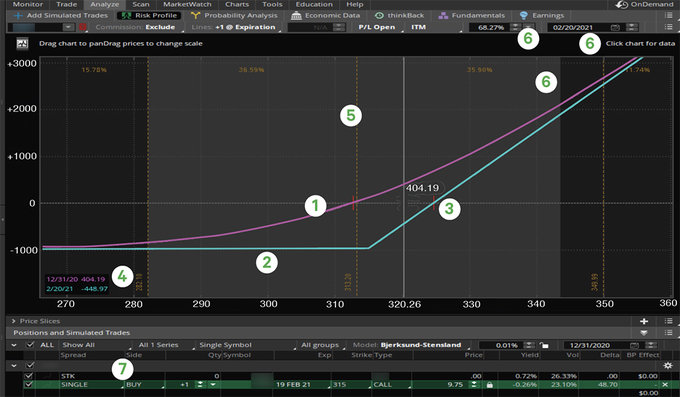 Monitor Trade Analyze Scan MarketWatch Charts Tools Education Help OnDemand
Add Simulated Trades Risk Profile Probability Analysis Economic Data thinkBack Fundamentals Earnings
Commission: Exclude Lines: +1 @ Expiration N/A P/L Open ITM 68.27% 02/20/2021
6 6
Drag chart to panDrag prices to change scale Click chart for data
+3000 15.78% 36.59% 35.90% 11.74%
6
+2000
5
+1000
404.19
1 3
0
-1000
2
4
12/31/20 404.19
2/20/21 -448.97
282.10 313.20 349.99
270 280 290 300 310 320.26 330 340 350 360
Price Slices
Positions and Simulated Trades
ALL Show All All 1 Series Single Symbol All groups Model: Bjerksund-Stensland 0.01% 12/31/2020
Spread Side Qty Symbol Exp Strike Type Price Yield Vol Delta BP Effect
7
STK 0 .00 0.72% 26.33% .00 $0.00
SINGLE BUY +1 19 FEB 21 315 CALL 9.75 -0.26% 23.10% 48.70 -
$0.00